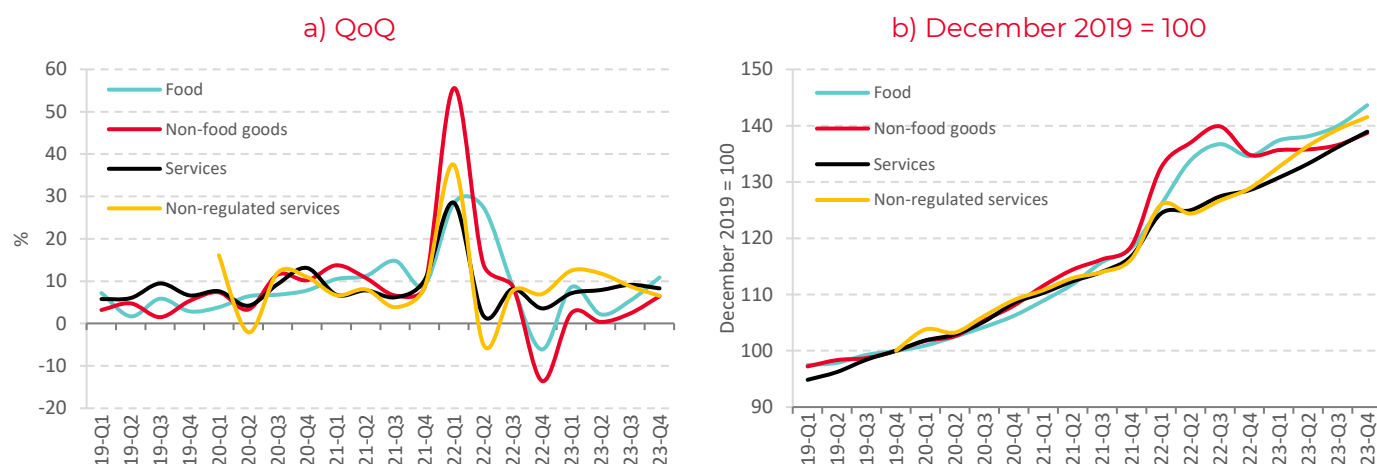 a) QoQ
60
50
40
30
20
10
0
-10
-20
%
Food
Non-food goods
Services
Non-regulated services
19-Q1
19-Q2
19-Q3
19-Q4
20-Q1
20-Q2
20-Q3
20-Q4
21-Q1
21-Q2
21-Q3
21-Q4
22-Q1
22-Q2
22-Q3
22-Q4
23-Q1
23-Q2
23-Q3
23-Q4
b) December 2019 = 100
150
140
130
120
110
100
90
December 2019 = 100
Food
Non-food goods
Services
Non-regulated services
19-Q1
19-Q2
19-Q3
19-Q4
20-Q1
20-Q2
20-Q3
20-Q4
21-Q1
21-Q2
21-Q3
21-Q4
22-Q1
22-Q2
22-Q3
22-Q4
23-Q1
23-Q2
23-Q3
23-Q4